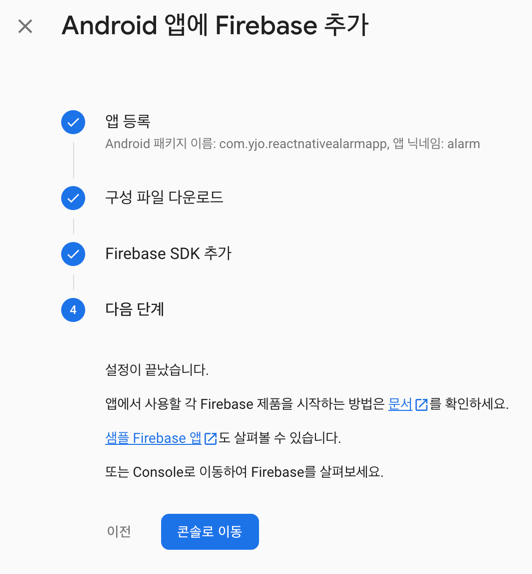 Android 앱에 Firebase 추가
앱 등록
Android 패키지 이름: com.yjo.reactnativealarmapp, 앱 닉네임: alarm
구성 파일 다운로드
Firebase SDK 추가
4
다음 단계
설정이 끝났습니다.
앱에서 사용할 각 Firebase 제품을 시작하는 방법은 문서를 확인하세요.
샘플 Firebase 앱도 살펴볼 수 있습니다.
또는 Console로 이동하여 Firebase를 살펴보세요.
이전
콘솔로 이동